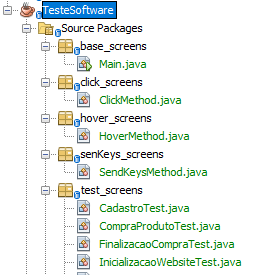 TesteSoftware
Source Packages
base_screens
Main.java
click_screens
ClickMethod.java
hover_screens
HoverMethod.java
senKeys_screens
SendKeysMethod.java
test_screens
CadastroTest.java
CompraProdutoTest.java
FinalizacaoCompraTest.java
InicializacaoWebsiteTest.java